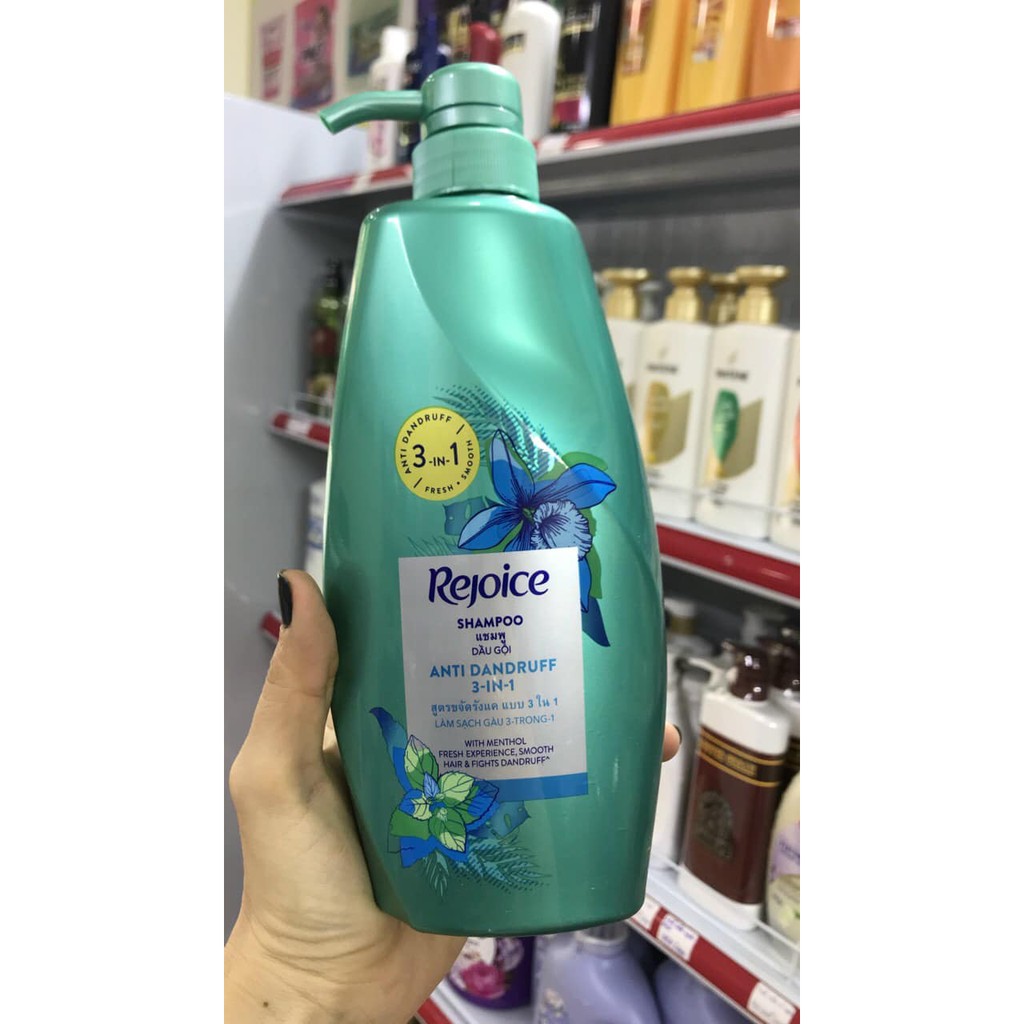 ANTI DANDRUFF
3-IN-1
FRESH • SMOOTH
Rejoice
SHAMPOO
แชมพู
DẦU GỘI
ANTI DANDRUFF
3-IN-1
สูตรขจัดรังแค แบบ 3 ใน 1
LÀM SẠCH GÀU 3-TRONG-1
WITH MENTHOL
FRESH EXPERIENCE, SMOOTH
HAIR & FIGHTS DANDRUFF^